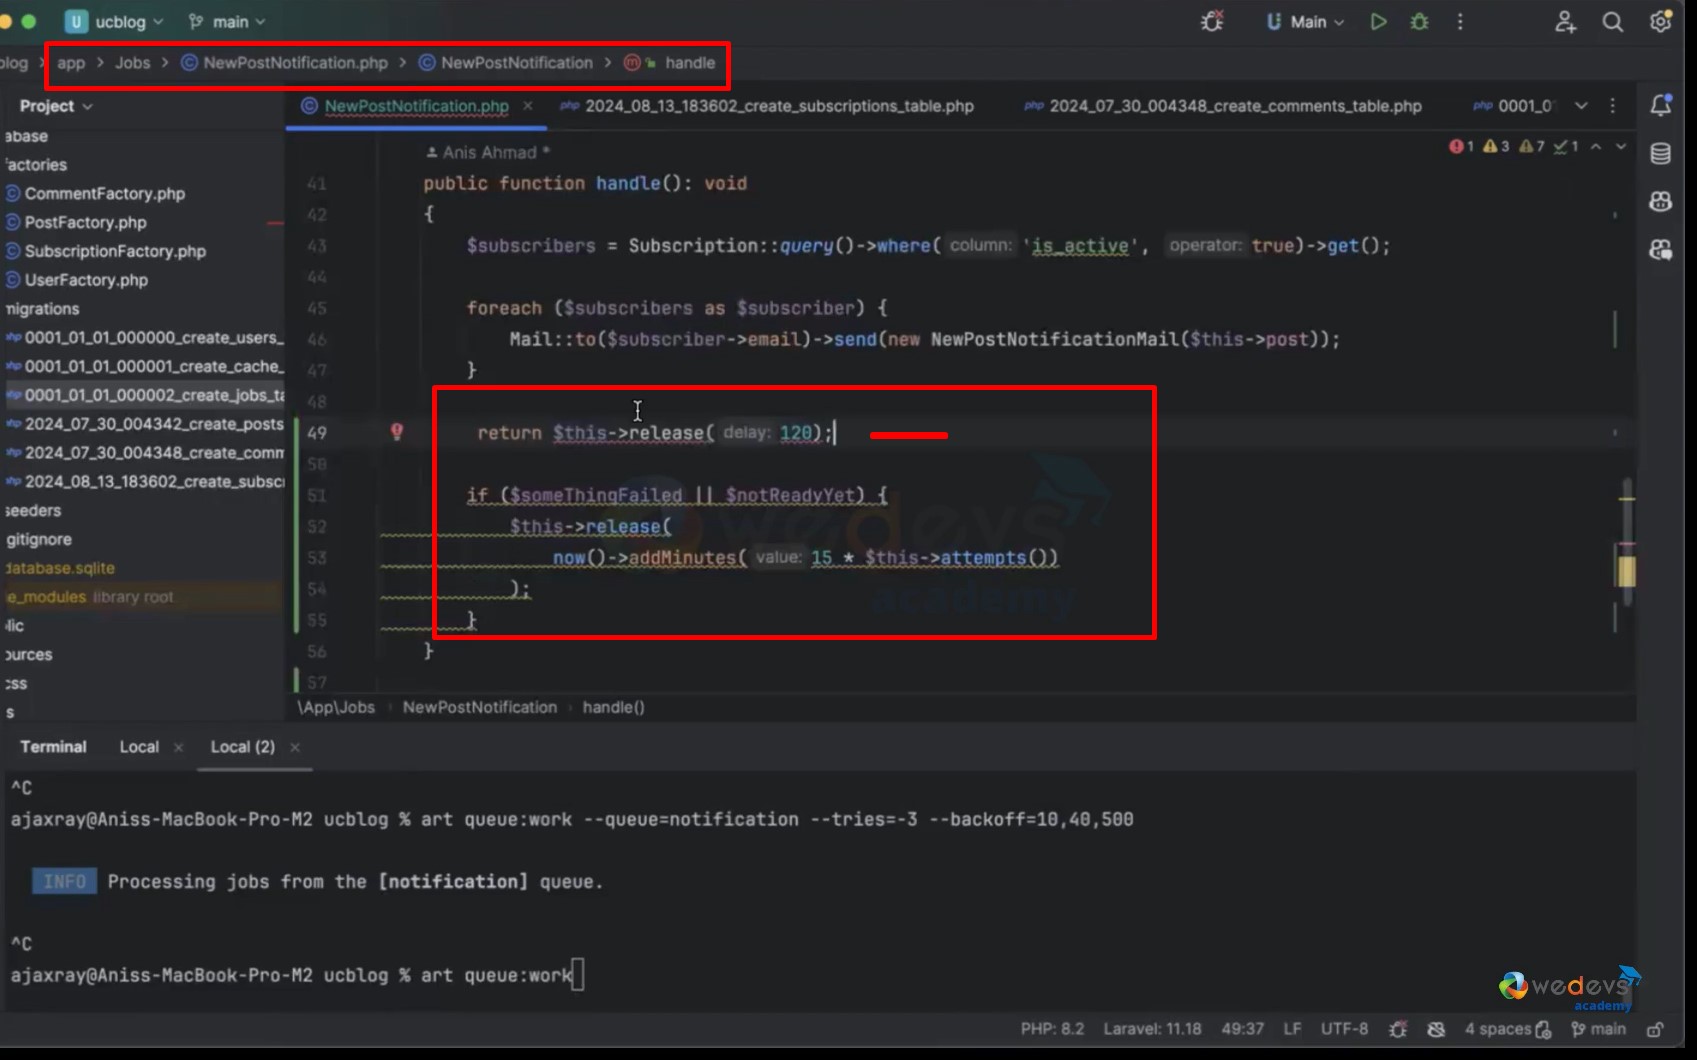 U ucblog main Main
blog > app > Jobs > NewPostNotification.php > NewPostNotification > m handle
Project
NewPostNotification.php × php 2024_08_13_183602_create_subscriptions_table.php php 2024_07_30_004348_create_comments_table.php php 0001_0
abase
factories
CommentFactory.php
PostFactory.php
SubscriptionFactory.php
UserFactory.php
migrations
0001_01_01_000000_create_users_
0001_01_01_000001_create_cache_
0001_01_01_000002_create_jobs_ta
2024_07_30_004342_create_posts
2024_07_30_004348_create_comm
2024_08_13_183602_create_subscr
seeders
gitignore
database.sqlite
e_modules library root
lic
ources
css
s
Anis Ahmad *
1 3 7 1
41 public function handle(): void
42 {
43 $subscribers = Subscription::query()->where( column: 'is_active', operator: true)->get();
44
45 foreach ($subscribers as $subscriber) {
46 Mail::to($subscriber->email)->send(new NewPostNotificationMail($this->post));
47 }
48
49 return $this->release( delay: 120);
50
51 if ($someThingFailed || $notReadyYet) {
52 $this->release(
53 now()->addMinutes( value: 15 * $this->attempts())
54 );
55 }
56 }
57
wedevs
academy
\App\Jobs › NewPostNotification › handle()
Terminal Local × Local (2) ×
^C
ajaxray@Aniss-MacBook-Pro-M2 ucblog % art queue:work --queue=notification --tries=-3 --backoff=10,40,500
INFO Processing jobs from the [notification] queue.
^C
ajaxray@Aniss-MacBook-Pro-M2 ucblog % art queue:work
wedevs
academy
PHP: 8.2 Laravel: 11.18 49:37 LF UTF-8 4 spaces main